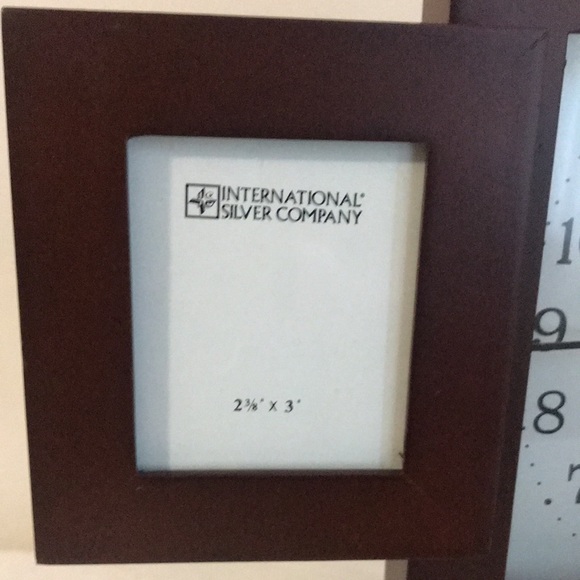 INTERNATIONAL®
SILVER COMPANY
2⅜" X 3"
9
8